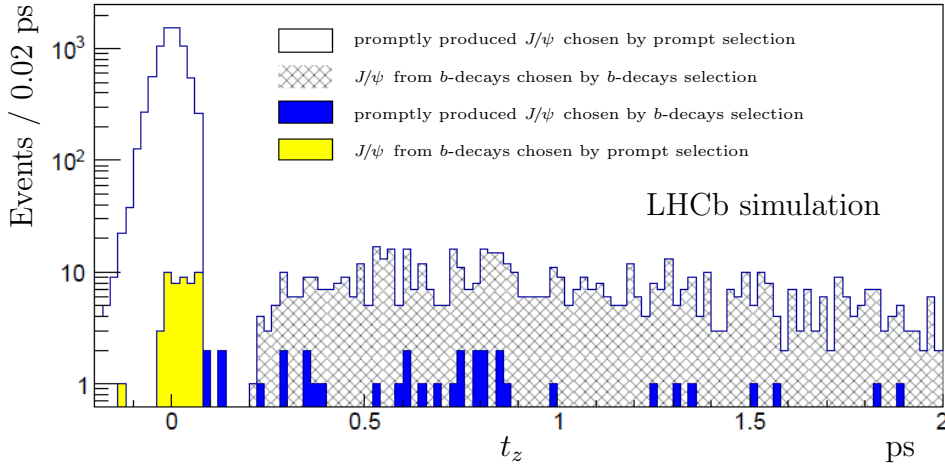 Events / 0.02 ps
10³
10²
10
1
promptly produced J/ψ chosen by prompt selection
J/ψ from b-decays chosen by b-decays selection
promptly produced J/ψ chosen by b-decays selection
J/ψ from b-decays chosen by prompt selection
LHCb simulation
0 0.5 1 1.5 2
t_z ps